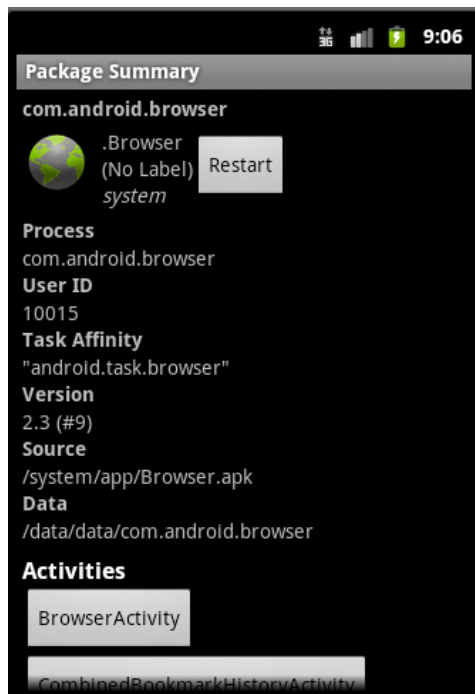 3G 9:06
Package Summary
com.android.browser
.Browser
(No Label)
system
Restart
Process
com.android.browser
User ID
10015
Task Affinity
"android.task.browser"
Version
2.3 (#9)
Source
/system/app/Browser.apk
Data
/data/data/com.android.browser
Activities
BrowserActivity
CombinedBookmarkHistoryActivity